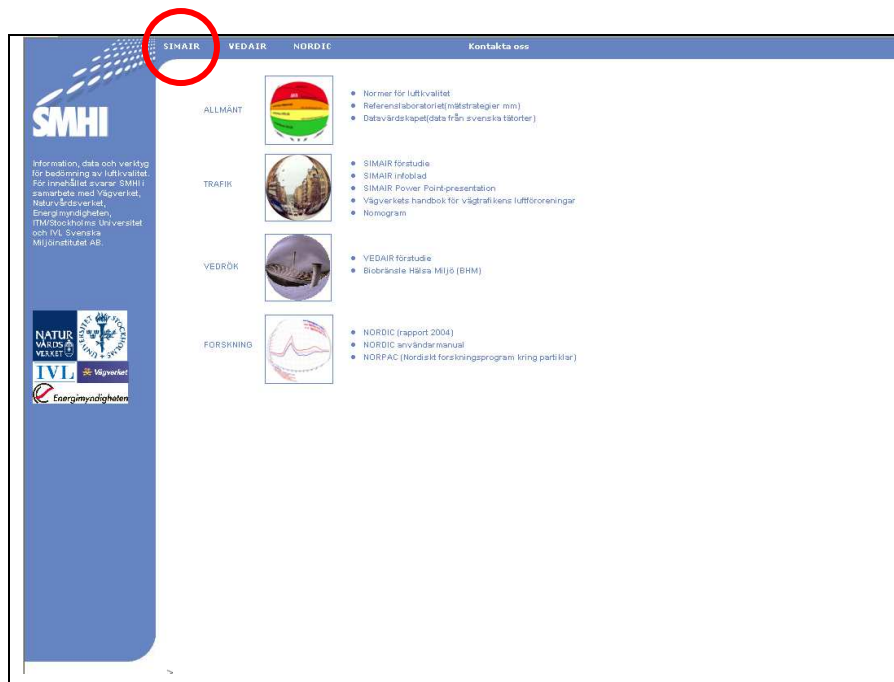 SIMAIR VEDAIR NORDIC Kontakta oss
SMHI
Information, data och verktyg
för bedömning av luftkvalitet.
För innehållet svarar SMHI i
samarbete med Vägverket,
Naturvårdsverket,
Energimyndigheten,
ITM/Stockholms Universitet
och IVL Svenska
Miljöinstitutet AB.
NATUR
VÅRDS
VERKET
IVL Vägverket
Energimyndigheten
ALLMÄNT
Normer för luftkvalitet
Referenslaboratoriet(mätstrategier mm)
Datavärdskapet(data från svenska tätorter)
TRAFIK
SIMAIR förstudie
SIMAIR infoblad
SIMAIR Power Point-presentation
Vägverkets handbok för vägtrafikens luftföroreningar
Nomogram
VEDRÖK
VEDAIR förstudie
Biobränsle Hälsa Miljö (BHM)
FORSKNING
NORDIC (rapport 2004)
NORDIC användarmanual
NORPAC (Nordiskt forskningsprogram kring partiklar)
>